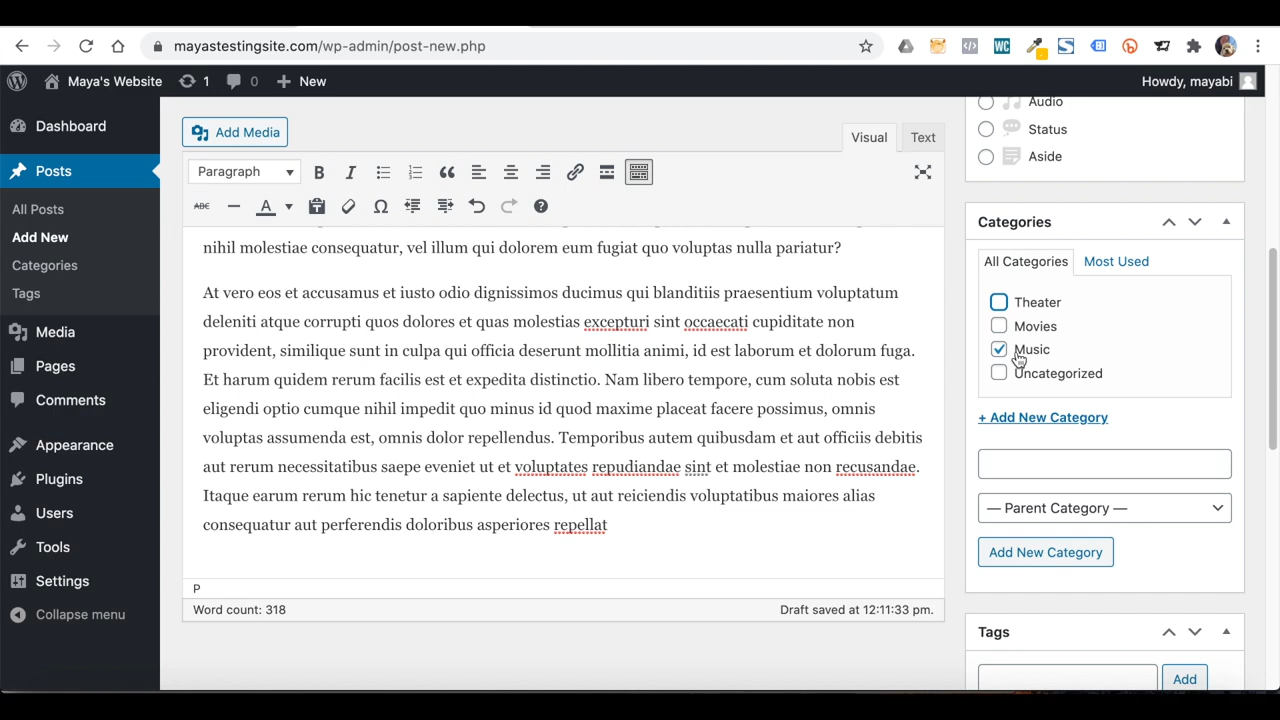 mayastestingsite.com/wp-admin/post-new.php
Maya's Website 1 0 New
Howdy, mayabi
Dashboard
Posts
All Posts
Add New
Categories
Tags
Media
Pages
Comments
Appearance
Plugins
Users
Tools
Settings
Collapse menu
Add Media
Visual Text
Paragraph
ABC
nihil molestiae consequatur, vel illum qui dolorem eum fugiat quo voluptas nulla pariatur?
At vero eos et accusamus et iusto odio dignissimos ducimus qui blanditiis praesentium voluptatum
deleniti atque corrupti quos dolores et quas molestias excepturi sint occaecati cupiditate non
provident, similique sunt in culpa qui officia deserunt mollitia animi, id est laborum et dolorum fuga.
Et harum quidem rerum facilis est et expedita distinctio. Nam libero tempore, cum soluta nobis est
eligendi optio cumque nihil impedit quo minus id quod maxime placeat facere possimus, omnis
voluptas assumenda est, omnis dolor repellendus. Temporibus autem quibusdam et aut officiis debitis
aut rerum necessitatibus saepe eveniet ut et voluptates repudiandae sint et molestiae non recusandae.
Itaque earum rerum hic tenetur a sapiente delectus, ut aut reiciendis voluptatibus maiores alias
consequatur aut perferendis doloribus asperiores repellat
P
Word count: 318
Draft saved at 12:11:33 pm.
Audio
Status
Aside
Categories
All Categories Most Used
Theater
Movies
Music
Uncategorized
+ Add New Category
— Parent Category —
Add New Category
Tags
Add